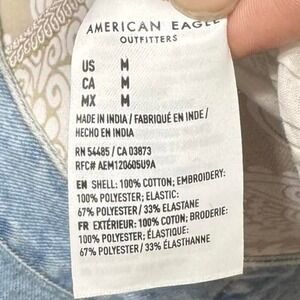 AMERICAN EAGLE
OUTFITTERS
US M
CA M
MX M
MADE IN INDIA / FABRIQUÉ EN INDE /
HECHO EN INDIA
RN 54485 / CA 03873
RFC# AEM120605U9A
EN SHELL: 100% COTTON; EMBROIDERY:
100% POLYESTER; ELASTIC:
67% POLYESTER / 33% ELASTANE
FR EXTÉRIEUR: 100% COTON; BRODERIE:
100% POLYESTER; ÉLASTIQUE:
67% POLYESTER / 33% ÉLASTHANNE